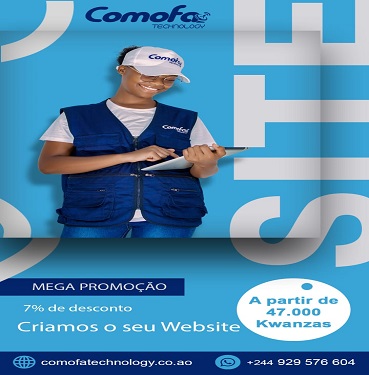 Comofa
TECHNOLOGY
Comofa
SITE
MEGA PROMOÇÃO
7% de desconto
Criamos o seu Website
A partir de
47.000
Kwanzas
comofatechnology.co.ao
+244 929 576 604